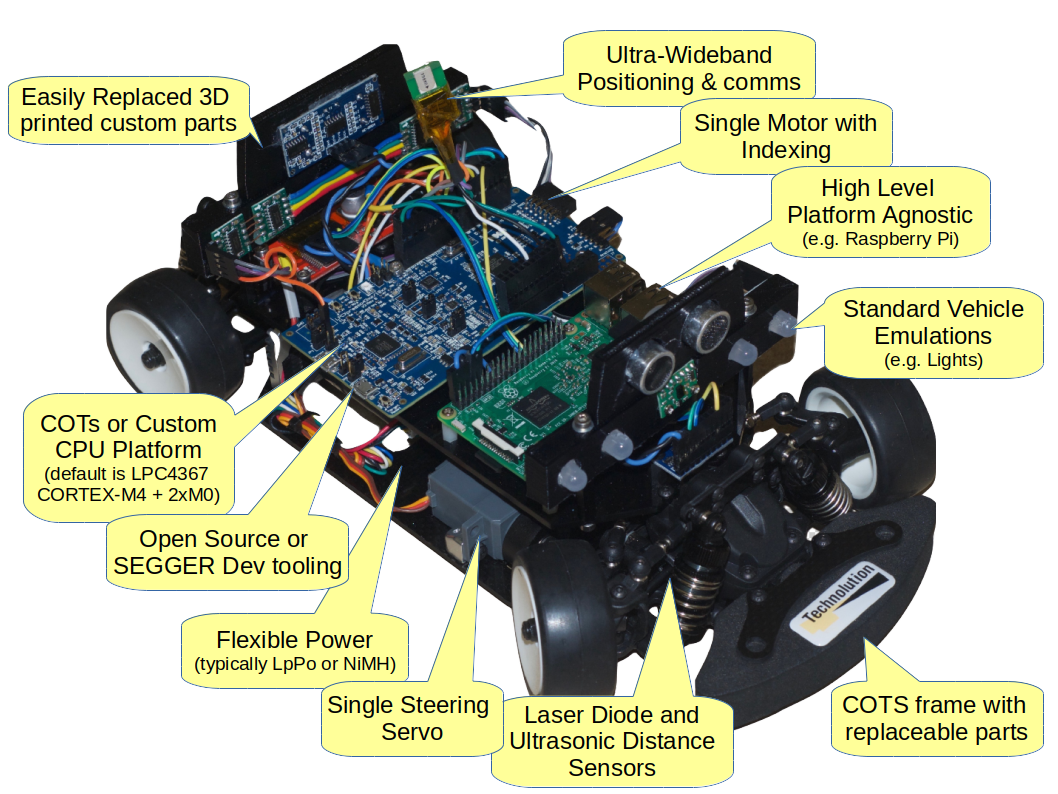 Ultra-Wideband
Positioning & comms
Easily Replaced 3D
printed custom parts
Single Motor with
Indexing
High Level
Platform Agnostic
(e.g. Raspberry Pi)
Standard Vehicle
Emulations
(e.g. Lights)
COTs or Custom
CPU Platform
(default is LPC4367
CORTEX-M4 + 2xM0)
Open Source or
SEGGER Dev tooling
Technolution
Flexible Power
(typically LpPo or NiMH)
Single Steering
Servo
Laser Diode and
Ultrasonic Distance
Sensors
COTS frame with
replaceable parts